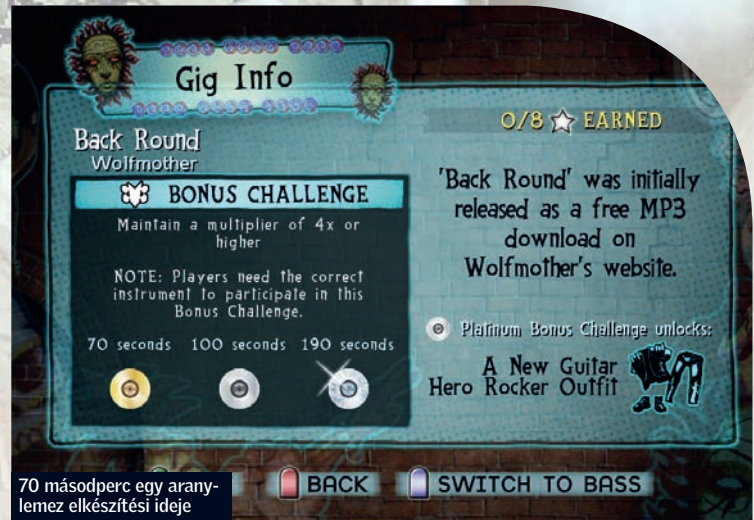 Gig Info
Back Round
Wolfmother
BONUS CHALLENGE
Maintain a multiplier of 4x or
higher
NOTE: Players need the correct
instrument to participate in this
Bonus Challenge.
70 seconds 100 seconds 190 seconds
0/8 EARNED
'Back Round' was initially
released as a free MP3
download on
Wolfmother's website.
Platinum Bonus Challenge unlocks:
A New Guitar
Hero Rocker Outfit
BACK SWITCH TO BASS
70 másodperc egy arany-
lemez elkészítési ideje